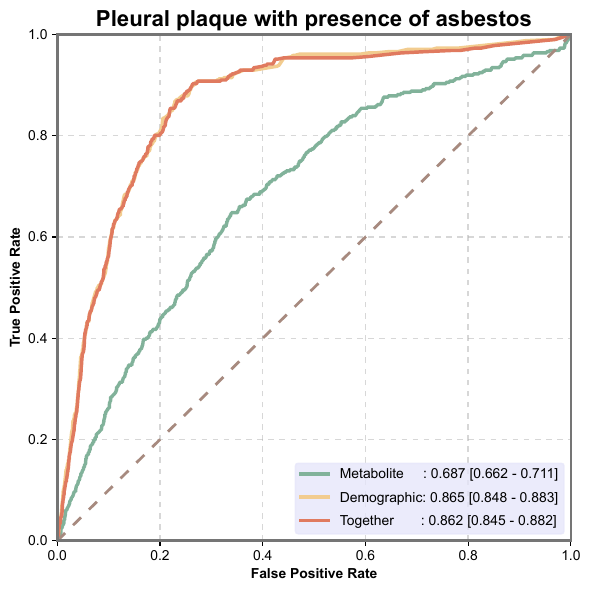 Pleural plaque with presence of asbestos
True Positive Rate
1.0
0.8
0.6
0.4
0.2
0.0
Metabolite : 0.687 [0.662 - 0.711]
Demographic: 0.865 [0.848 - 0.883]
Together : 0.862 [0.845 - 0.882]
0.0 0.2 0.4 0.6 0.8 1.0
False Positive Rate